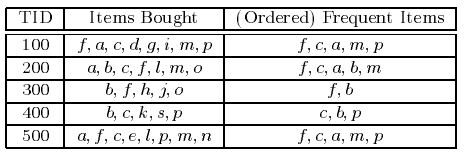 TID Items Bought (Ordered) Frequent Items
100 f, a, c, d, g, i, m, p f, c, a, m, p
200 a, b, c, f, l, m, o f, c, a, b, m
300 b, f, h, j, o f, b
400 b, c, k, s, p c, b, p
500 a, f, c, e, l, p, m, n f, c, a, m, p